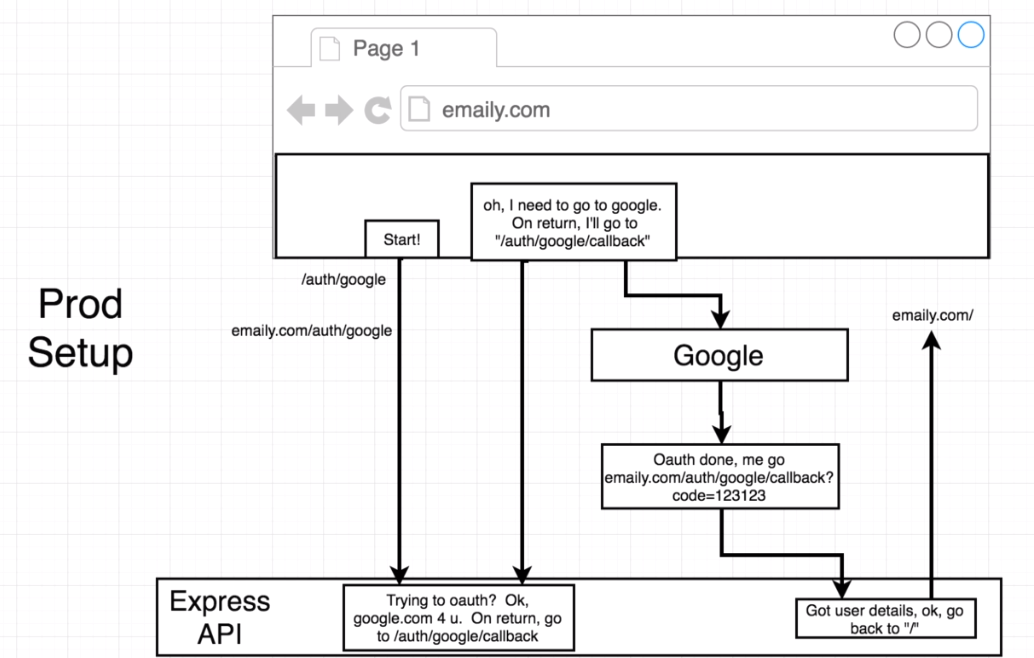 Page 1
emaily.com
oh, I need to go to google.
On return, I'll go to
"/auth/google/callback"
Start!
/auth/google
emaily.com/auth/google
Prod
Setup
emaily.com/
Google
Oauth done, me go
emaily.com/auth/google/callback?
code=123123
Express
API
Trying to oauth? Ok,
google.com 4 u. On return, go
to /auth/google/callback
Got user details, ok, go
back to "/"